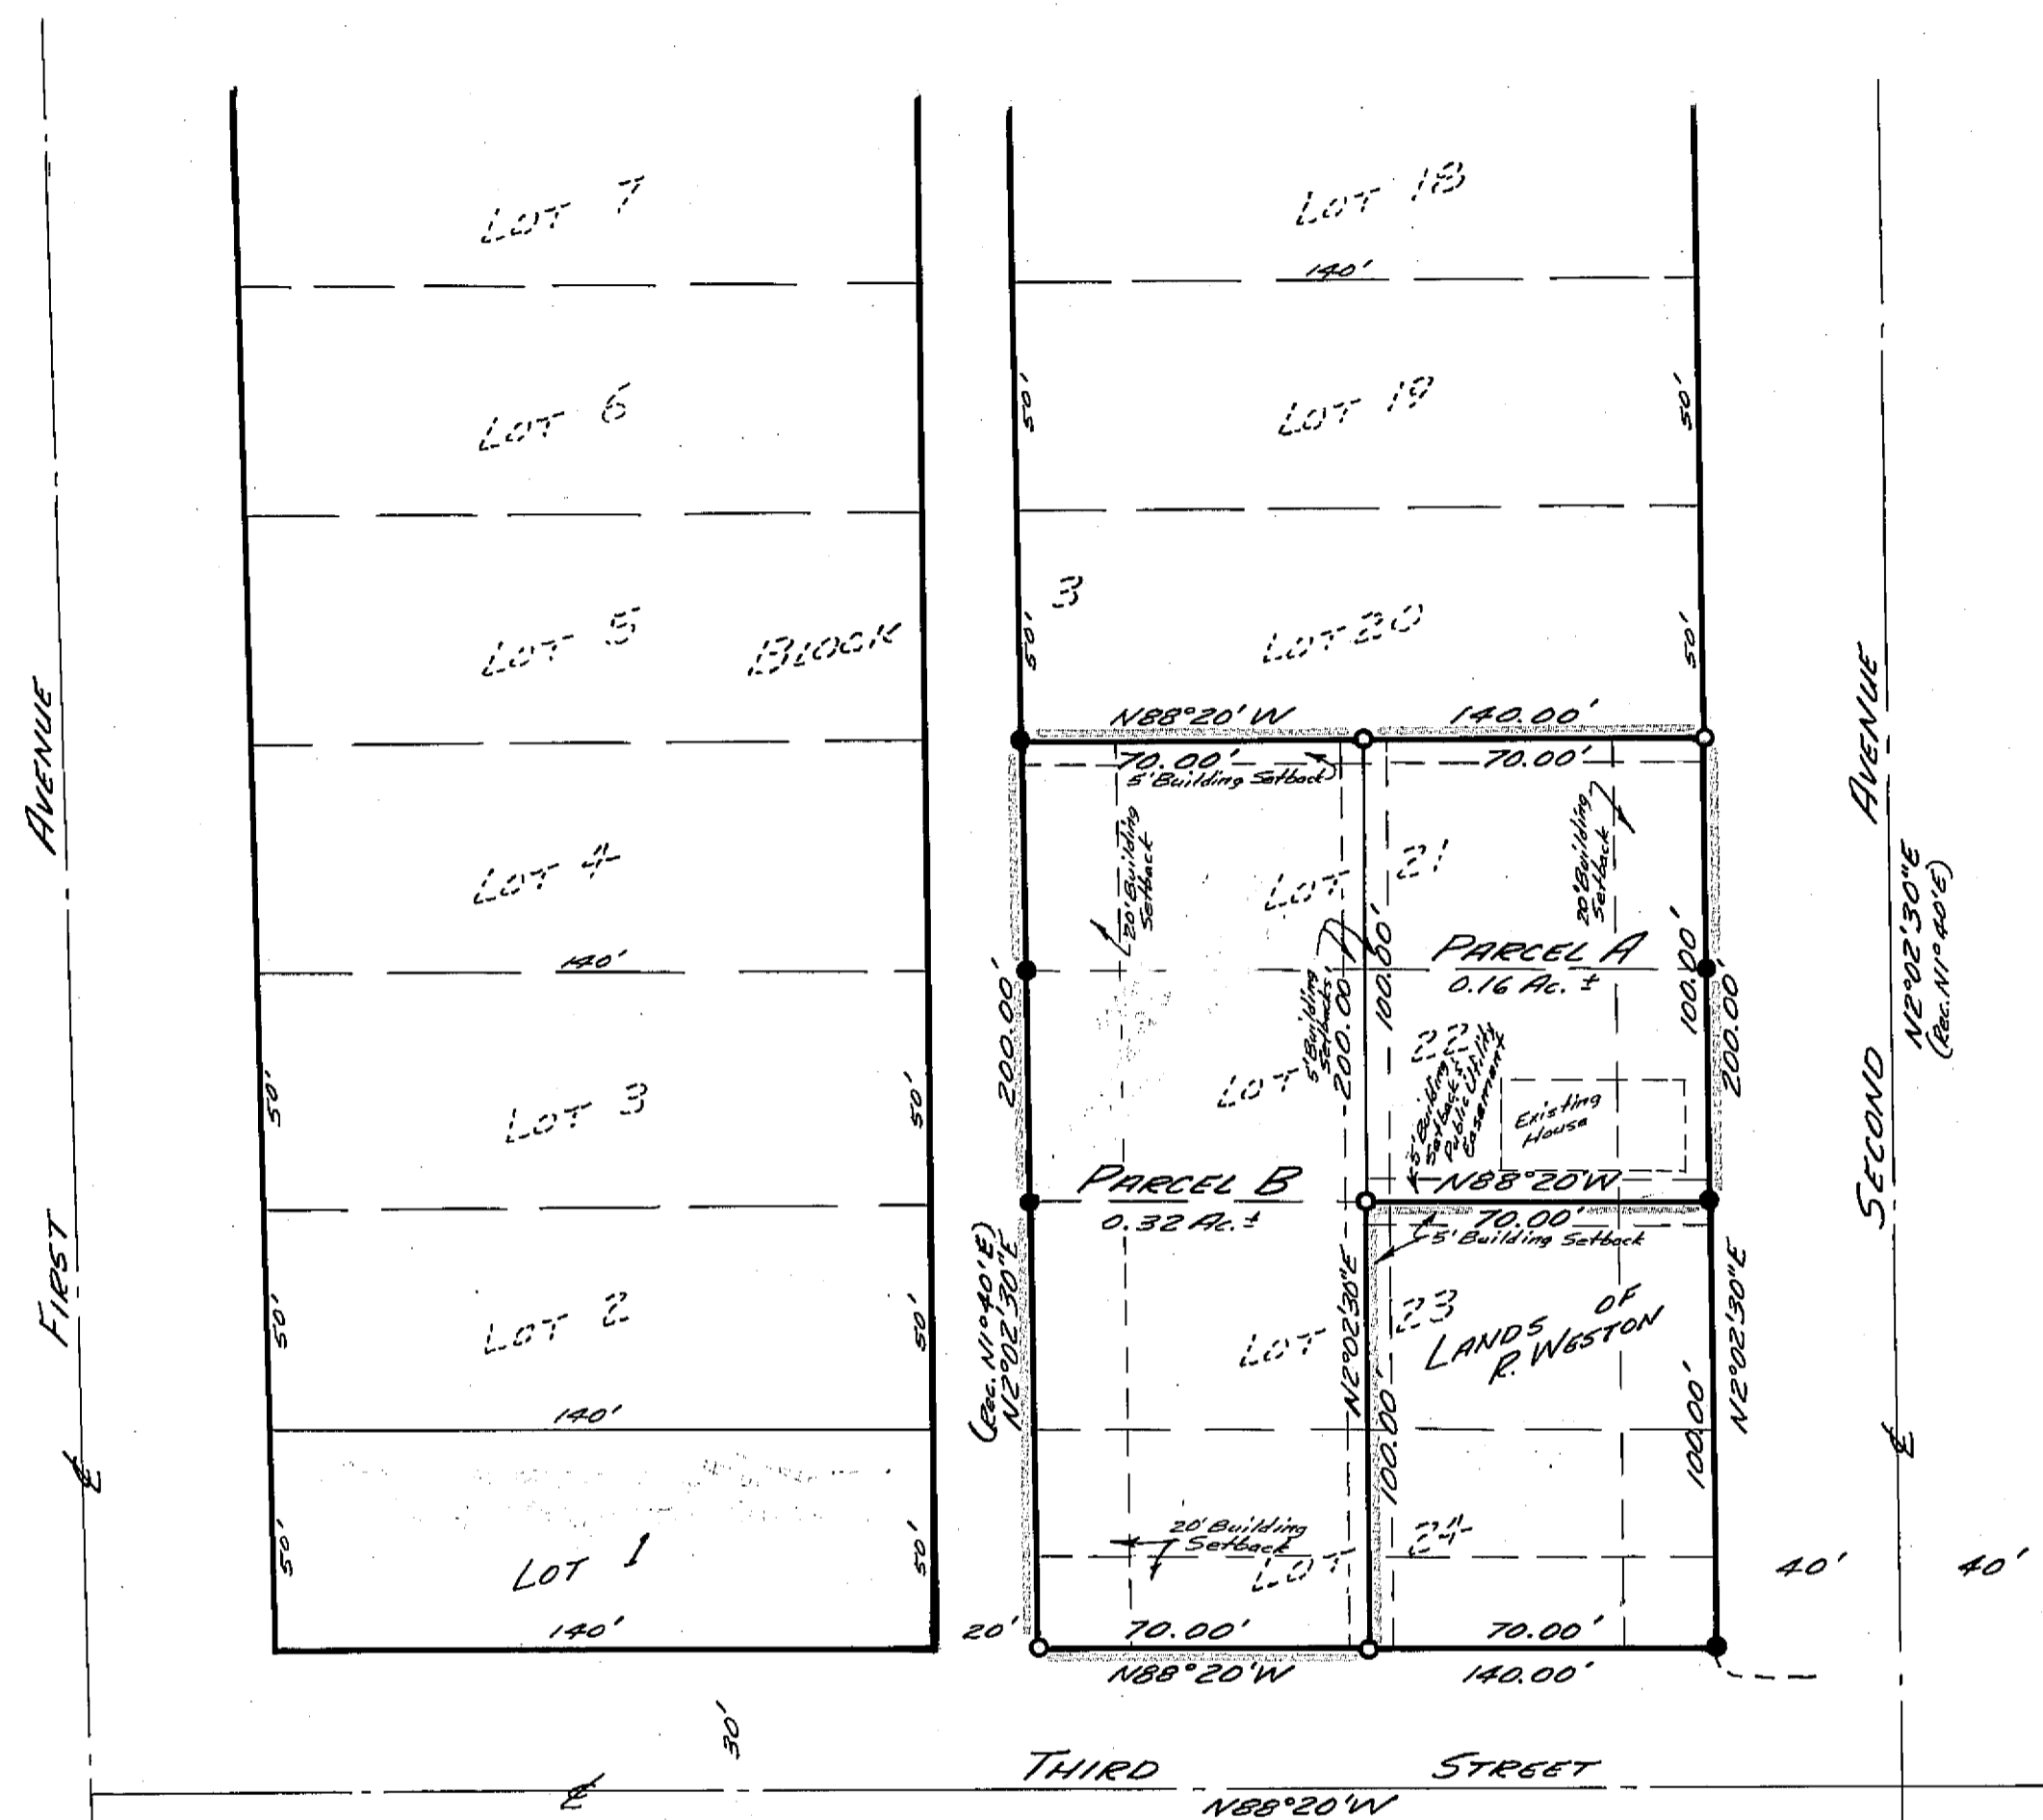 LOT 7
LOT 18
140'
LOT 6
50'
LOT 19
50'
3
LOT 5
BLOCK
50'
LOT 20
50'
N88°20'W
140.00'
70.00'
70.00'
5' Building Setback
20' Building
Setback
20' Building
Setback
LOT 4
LOT 21
140'
PARCEL A
0.16 Ac. ±
200.00'
5' Building
Setbacks
200.00'
100.00'
100.00'
200.00'
LOT 22
5' Building
Setback & 5'
Public Utility
Easement
Existing
House
50'
LOT 3
50'
PARCEL B
0.32 Ac. ±
N88°20'W
70.00'
5' Building Setback
50'
LOT 2
50'
(Rec. N1°40'E)
N2°02'30"E
N2°02'30"E
LOT 23
LANDS OF
R. WESTON
N2°02'30"E
140'
100.00'
100.00'
50'
LOT 1
50'
20' Building
Setback
LOT 24
40'
40'
140'
20'
70.00'
70.00'
N88°20'W
140.00'
30'
FIRST AVENUE
℄
SECOND AVENUE
℄
N2°02'30"E
(Rec. N1°40'E)
THIRD STREET
℄
N88°20'W